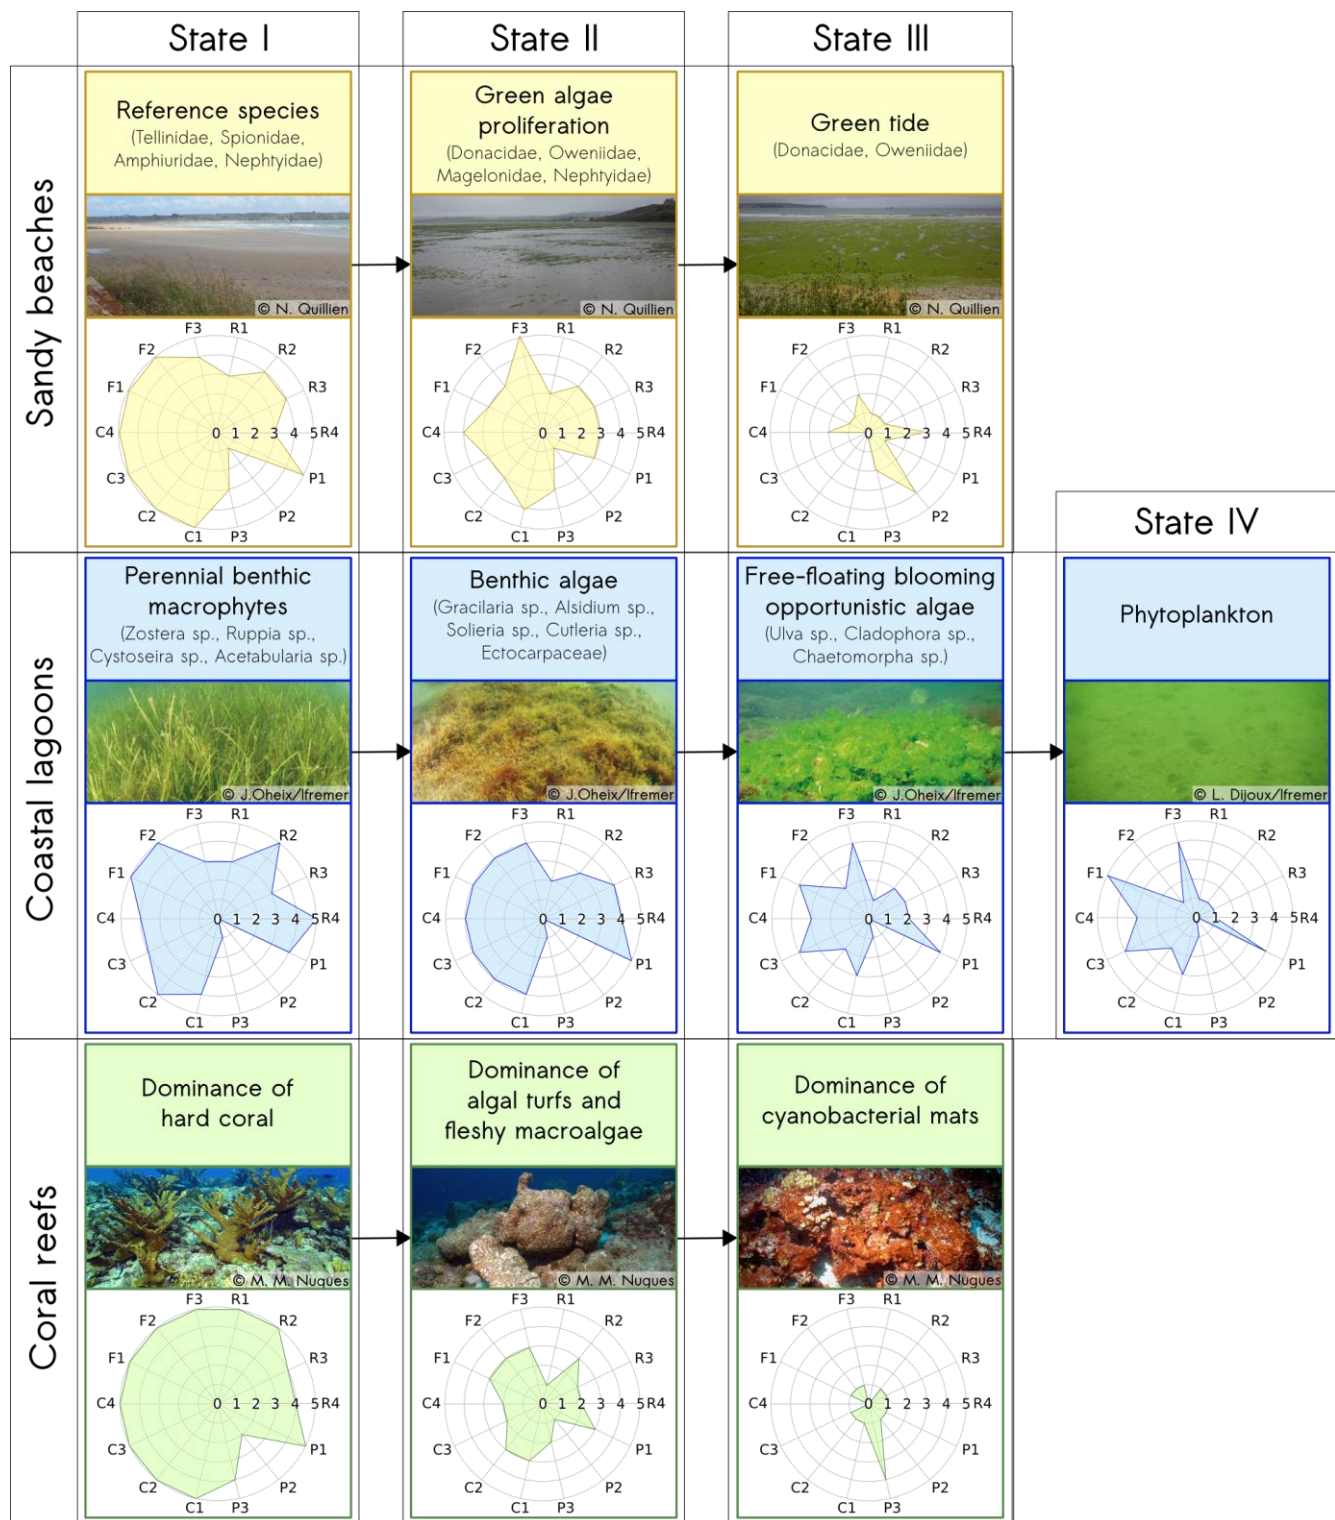 State I
State II
State III
Sandy beaches
Reference species
(Tellinidae, Spionidae,
Amphiuridae, Nephtyidae)
Green algae
proliferation
(Donacidae, Oweniidae,
Magelonidae, Nephtyidae)
Green tide
(Donacidae, Oweniidae)
© N. Quillien
© N. Quillien
© N. Quillien
F3 R1
F2 R2
F1 R3
C4 0 1 2 3 4 5 R4
C3 P1
C2 P2
C1 P3
F3 R1
F2 R2
F1 R3
C4 0 1 2 3 4 5 R4
C3 P1
C2 P2
C1 P3
F3 R1
F2 R2
F1 R3
C4 0 1 2 3 4 5 R4
C3 P1
C2 P2
C1 P3
State IV
Coastal lagoons
Perennial benthic
macrophytes
(Zostera sp., Ruppia sp.,
Cystoseira sp., Acetabularia sp.)
Benthic algae
(Gracilaria sp., Alsidium sp.,
Solieria sp., Cutleria sp.,
Ectocarpaceae)
Free-floating blooming
opportunistic algae
(Ulva sp., Cladophora sp.,
Chaetomorpha sp.)
Phytoplankton
© J.Oheix/Ifremer
© J.Oheix/Ifremer
© J.Oheix/Ifremer
© L. Dijoux/Ifremer
F3 R1
F2 R2
F1 R3
C4 0 1 2 3 4 5 R4
C3 P1
C2 P2
C1 P3
F3 R1
F2 R2
F1 R3
C4 0 1 2 3 4 5 R4
C3 P1
C2 P2
C1 P3
F3 R1
F2 R2
F1 R3
C4 0 1 2 3 4 5 R4
C3 P1
C2 P2
C1 P3
F3 R1
F2 R2
F1 R3
C4 0 1 2 3 4 5 R4
C3 P1
C2 P2
C1 P3
Coral reefs
Dominance of
hard coral
Dominance of
algal turfs and
fleshy macroalgae
Dominance of
cyanobacterial mats
© M. M. Nugues
© M. M. Nugues
© M. M. Nugues
F3 R1
F2 R2
F1 R3
C4 0 1 2 3 4 5 R4
C3 P1
C2 P2
C1 P3
F3 R1
F2 R2
F1 R3
C4 0 1 2 3 4 5 R4
C3 P1
C2 P2
C1 P3
F3 R1
F2 R2
F1 R3
C4 0 1 2 3 4 5 R4
C3 P1
C2 P2
C1 P3